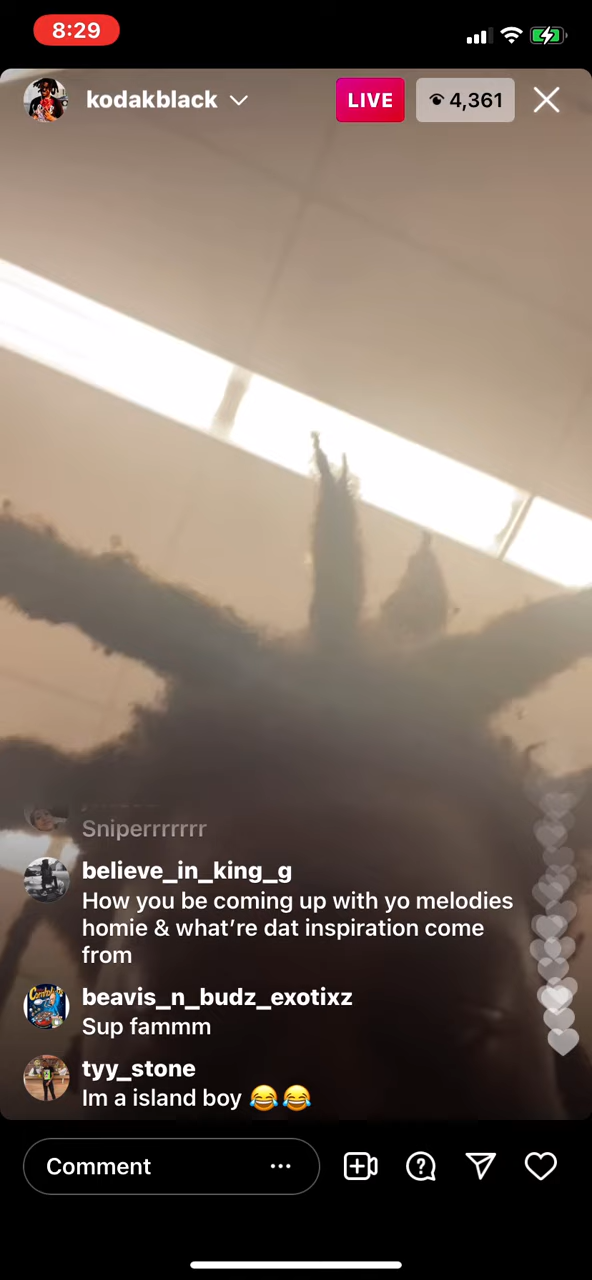 8:29
kodakblack
LIVE
4,361
Sniperrrrrrr
believe_in_king_g
How you be coming up with yo melodies
homie & what're dat inspiration come
from
beavis_n_budz_exotixz
Sup fammm
tyy_stone
Im a island boy 😂😂
Comment